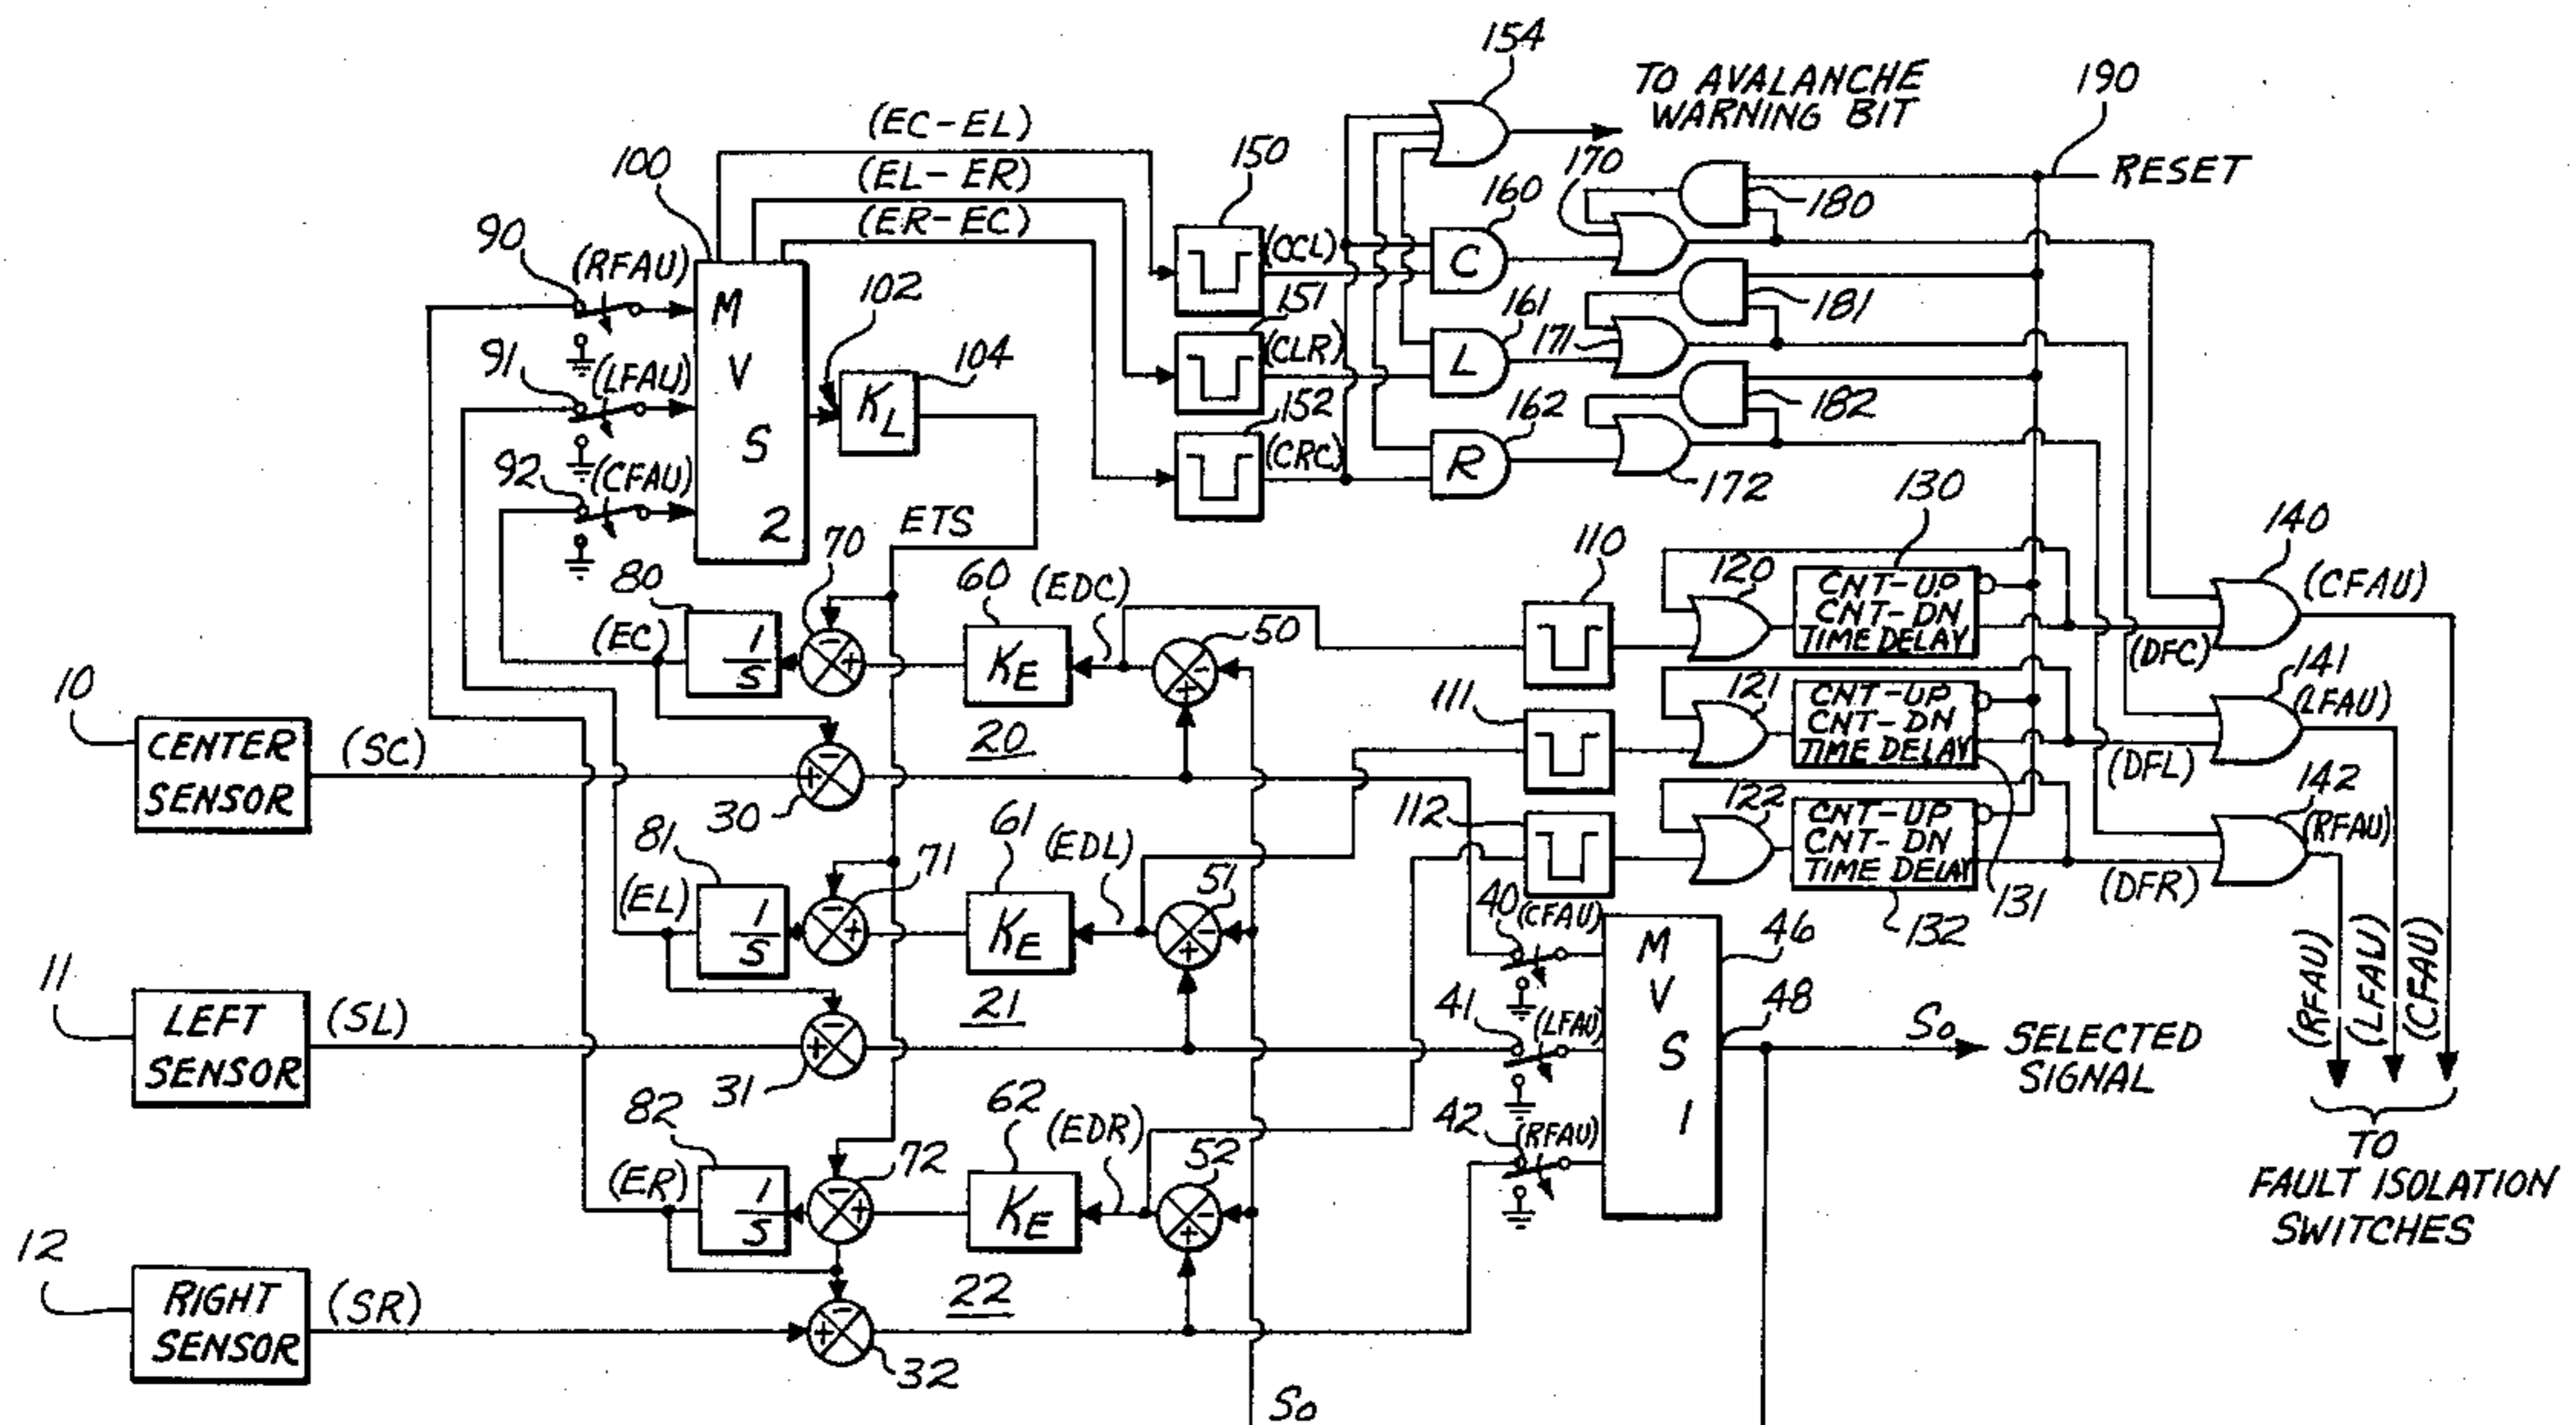 154
TO AVALANCHE
WARNING BIT
190
RESET
(EC-EL)
(EL-ER)
(ER-EC)
100
150
170
180
160
90
(RFAU)
(CCL)
C
102
151
161
181
M
V
S
2
91
(LFAU)
104
(CLR)
L
171
KL
152
162
182
92
(CFAU)
(CRC)
R
172
130
140
ETS
70
110
120
CNT-UP
CNT-DN
TIME DELAY
(CFAU)
80
60
(EDC)
50
(EC)
1/S
KE
(DFC)
141
10
111
121
CNT-UP
CNT-DN
TIME DELAY
(LFAU)
CENTER
SENSOR
(SC)
20
(DFL)
142
30
112
122
CNT-UP
CNT-DN
TIME DELAY
(RFAU)
81
61
(EDL)
71
51
131
(DFR)
(EL)
1/S
KE
40
(CFAU)
132
46
M
V
S
1
11
LEFT
SENSOR
(SL)
21
41
(LFAU)
48
So
SELECTED
SIGNAL
(RFAU)
(LFAU)
(CFAU)
31
82
62
(EDR)
72
52
42
(RFAU)
TO
FAULT ISOLATION
SWITCHES
(ER)
1/S
KE
12
RIGHT
SENSOR
(SR)
22
32
So